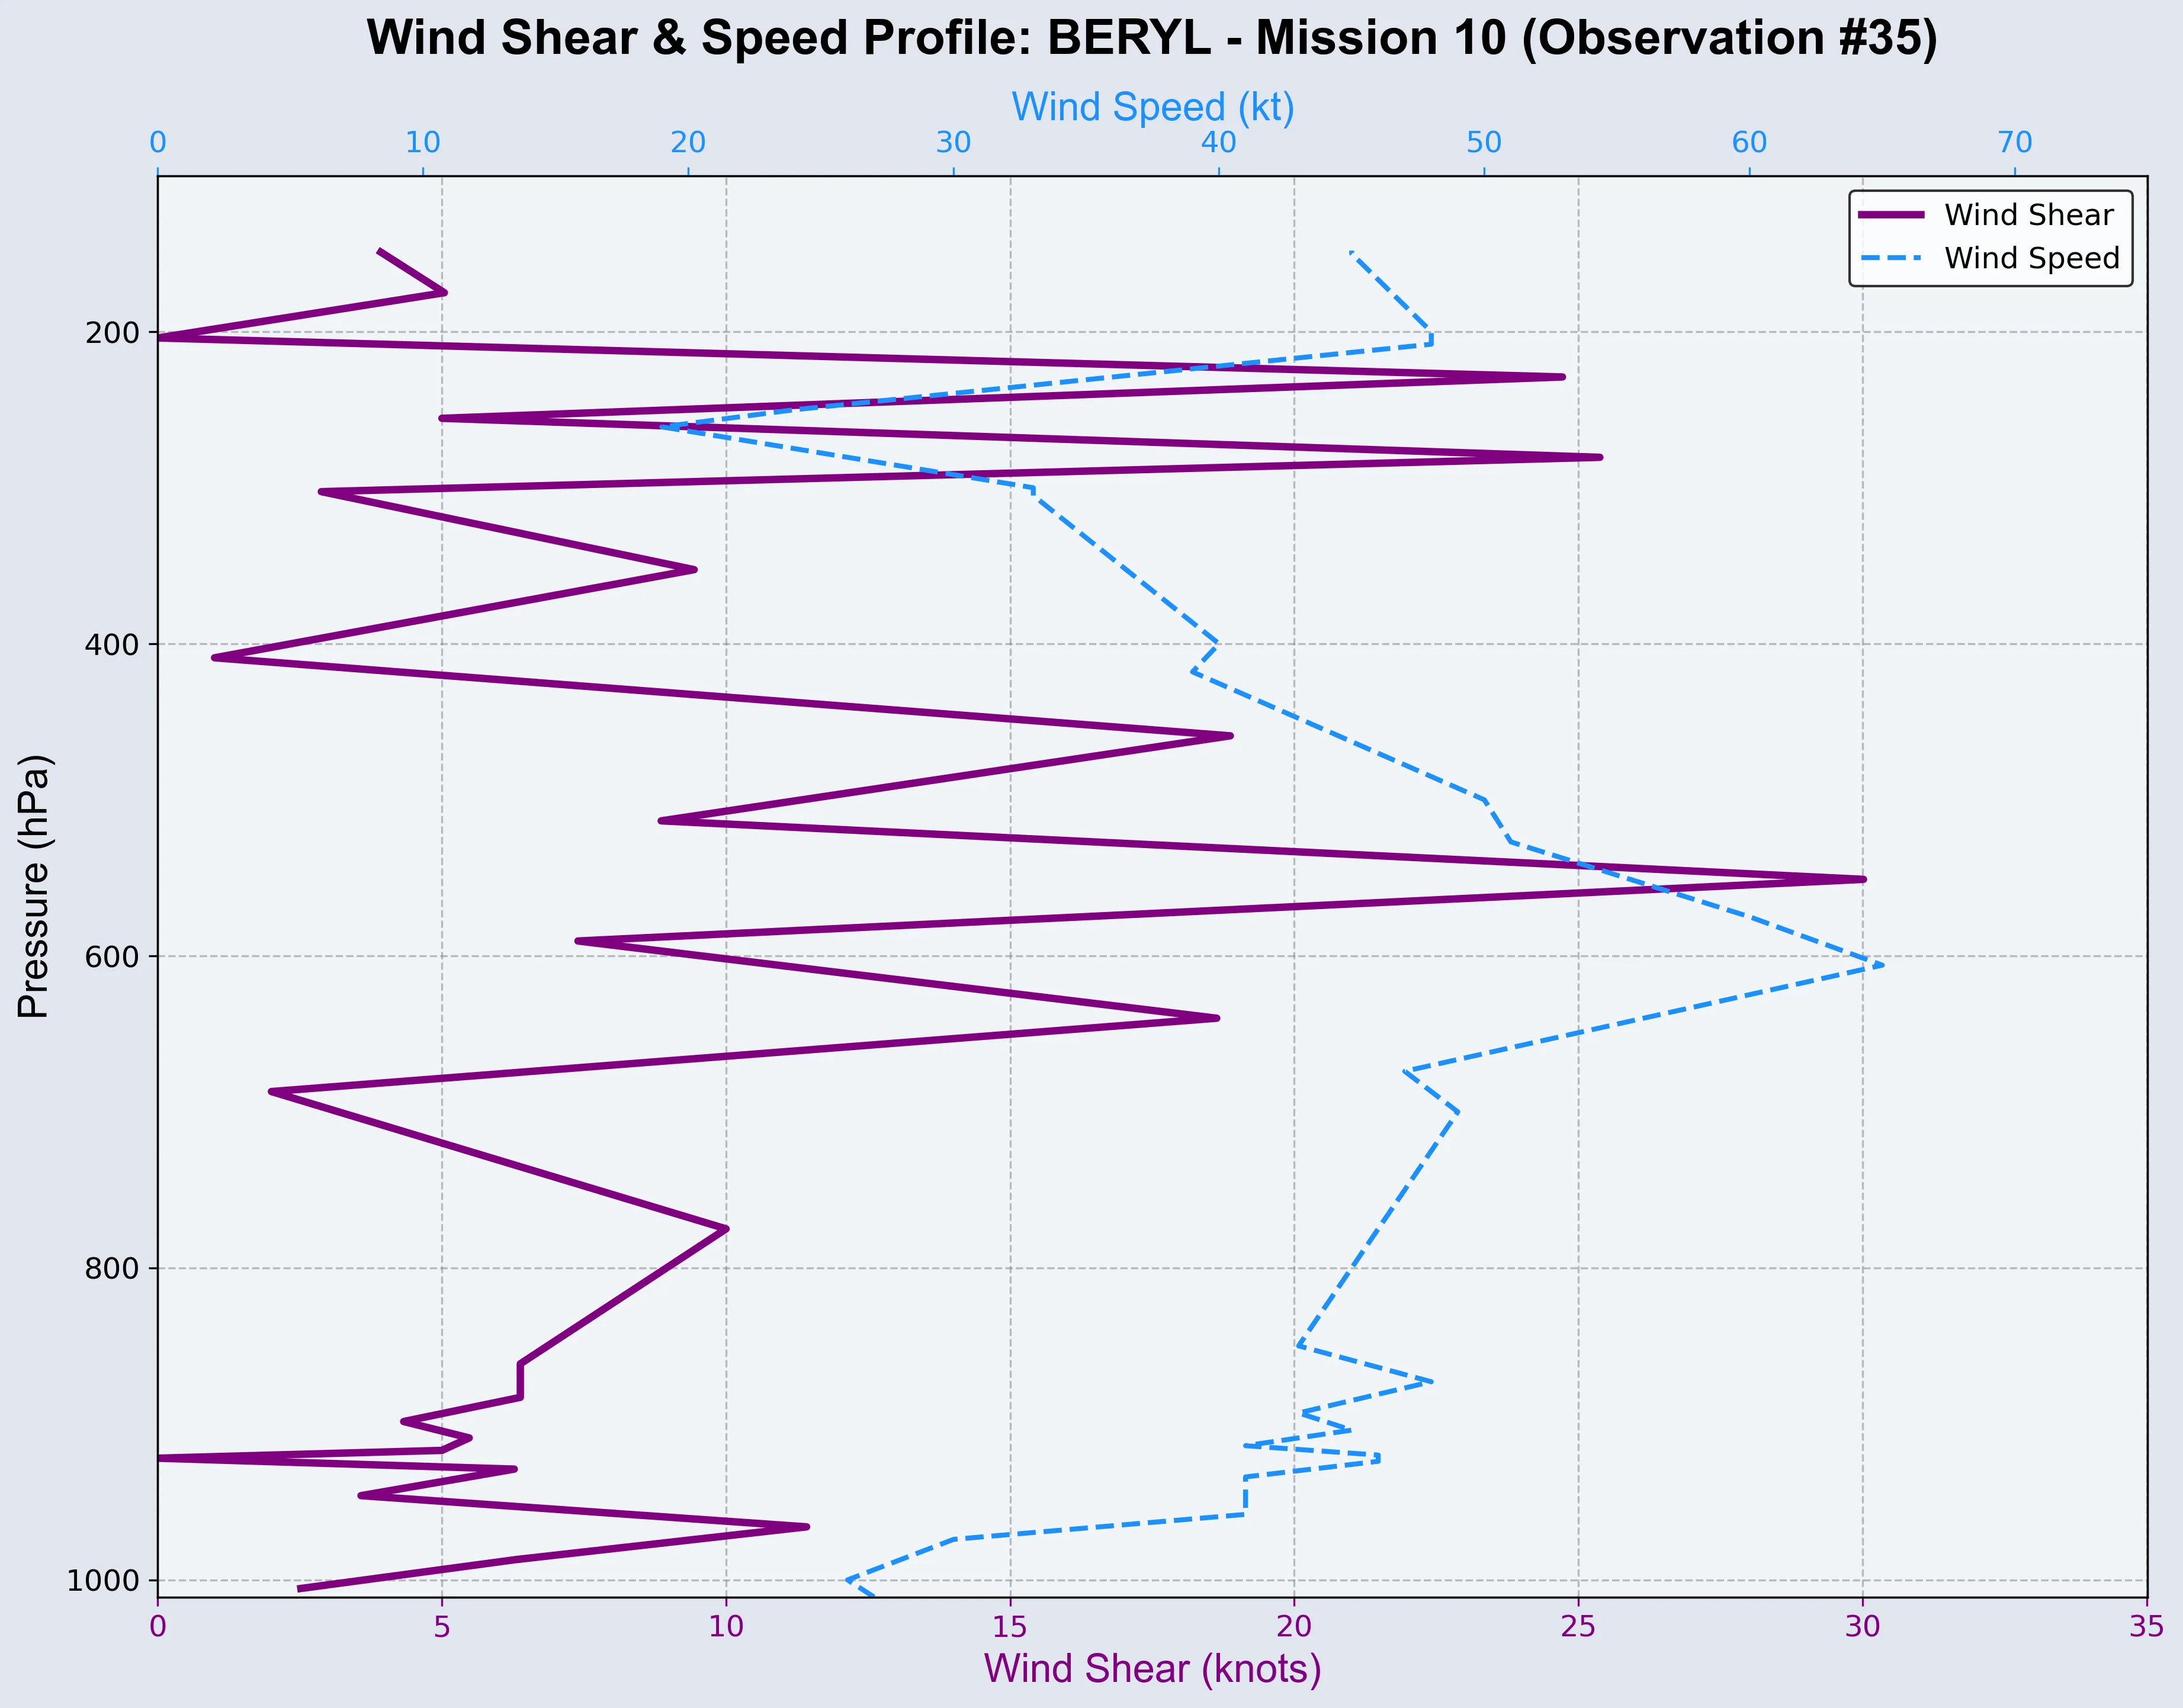 Wind Shear & Speed Profile: BERYL - Mission 10 (Observation #35)
Wind Speed (kt)
0 10 20 30 40 50 60 70
Wind Shear
Wind Speed
200
400
600
800
1000
Pressure (hPa)
0 5 10 15 20 25 30 35
Wind Shear (knots)